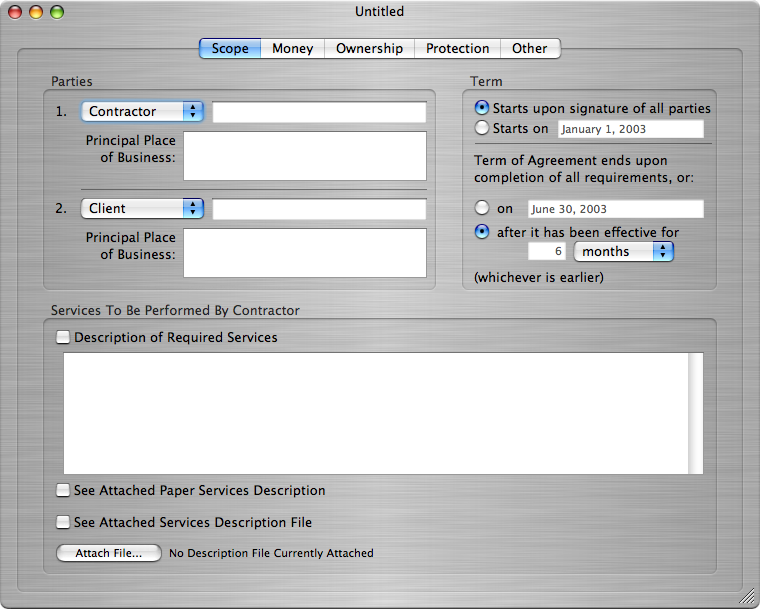 Untitled
Scope Money Ownership Protection Other
Parties
1. Contractor
Principal Place
of Business:
2. Client
Principal Place
of Business:
Term
Starts upon signature of all parties
Starts on January 1, 2003
Term of Agreement ends upon
completion of all requirements, or:
on June 30, 2003
after it has been effective for
6 months
(whichever is earlier)
Services To Be Performed By Contractor
Description of Required Services
See Attached Paper Services Description
See Attached Services Description File
Attach File... No Description File Currently Attached